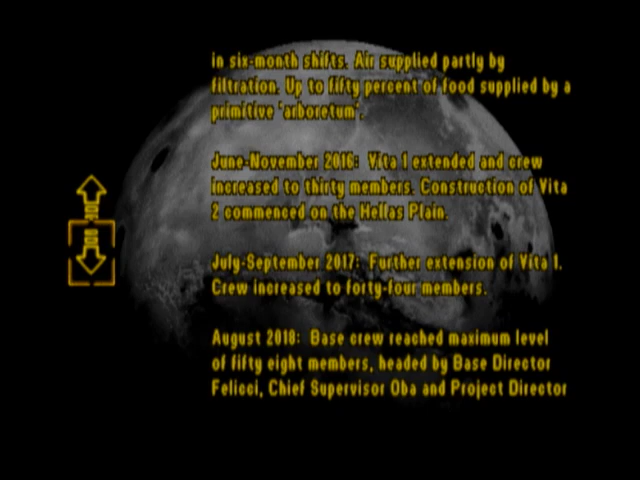 in six-month shifts. Air supplied partly by
filtration. Up to fifty percent of food supplied by a
primitive 'arboretum'.
June-November 2016: Vita 1 extended and crew
increased to thirty members. Construction of Vita
2 commenced on the Hellas Plain.
July-September 2017: Further extension of Vita 1.
Crew increased to forty-four members.
August 2018: Base crew reached maximum level
of fifty eight members, headed by Base Director
Felicci, Chief Supervisor Oba and Project Director